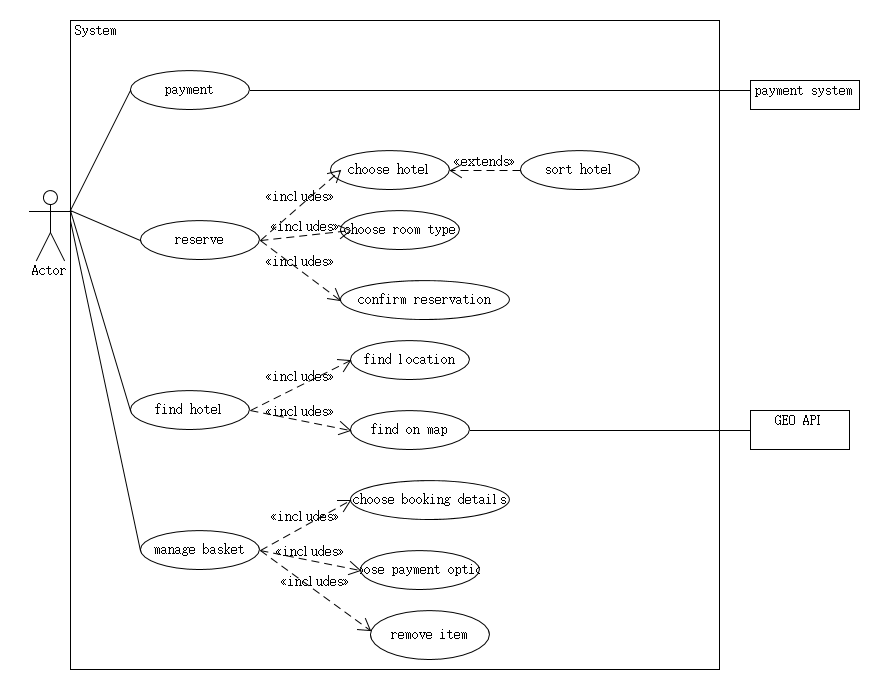 System
payment
payment system
choose hotel
«extends»
sort hotel
«includes»
«includes»
choose room type
reserve
«includes»
Actor
confirm reservation
find location
«includes»
find hotel
«includes»
find on map
GEO API
choose booking details
«includes»
manage basket
«includes»
payment
«includes»
remove item